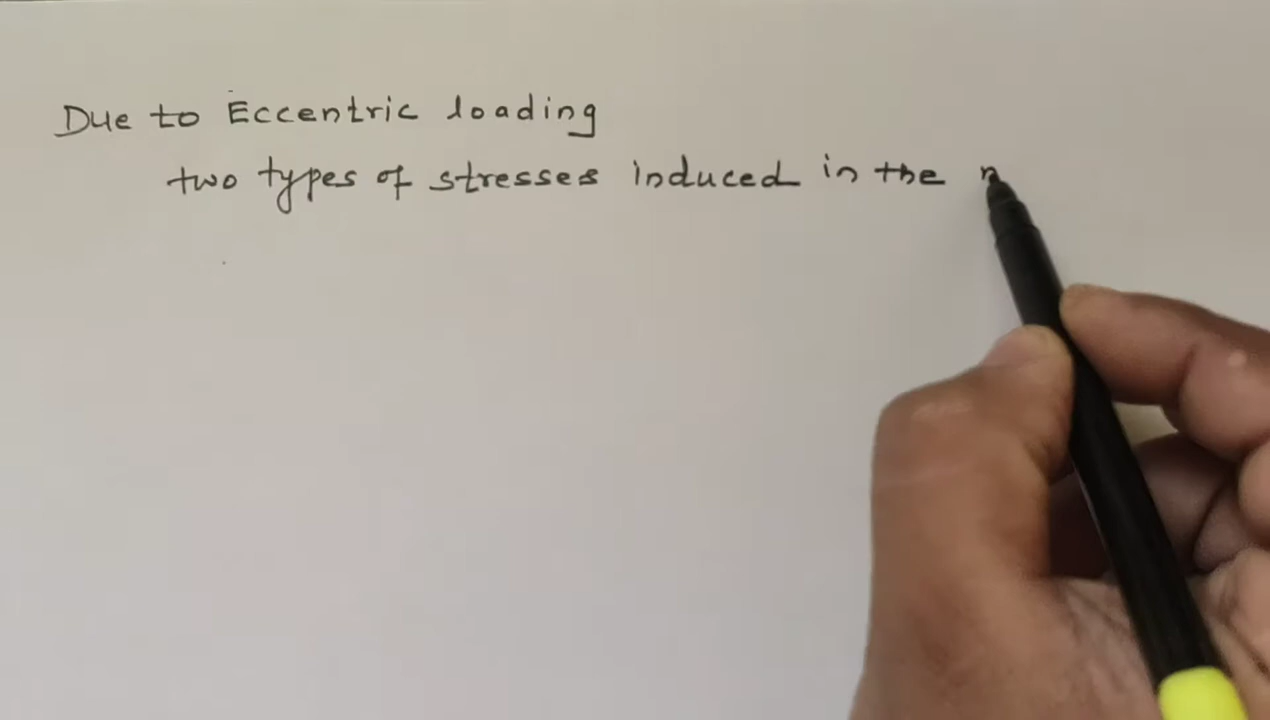 Due to Eccentric loading
two types of stresses induced in the